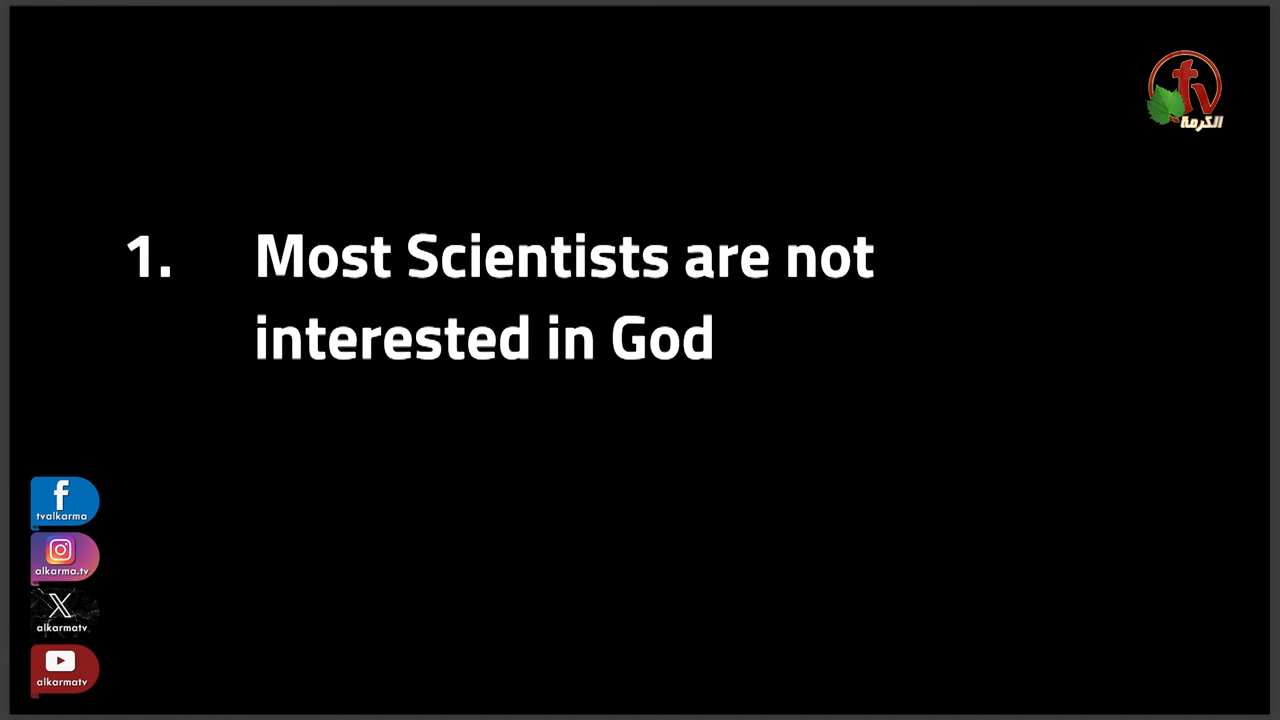 tv
الكرمة
1. Most Scientists are not
interested in God
f
tvalkarma
alkarma.tv
X
alkarmatv
alkarmatv